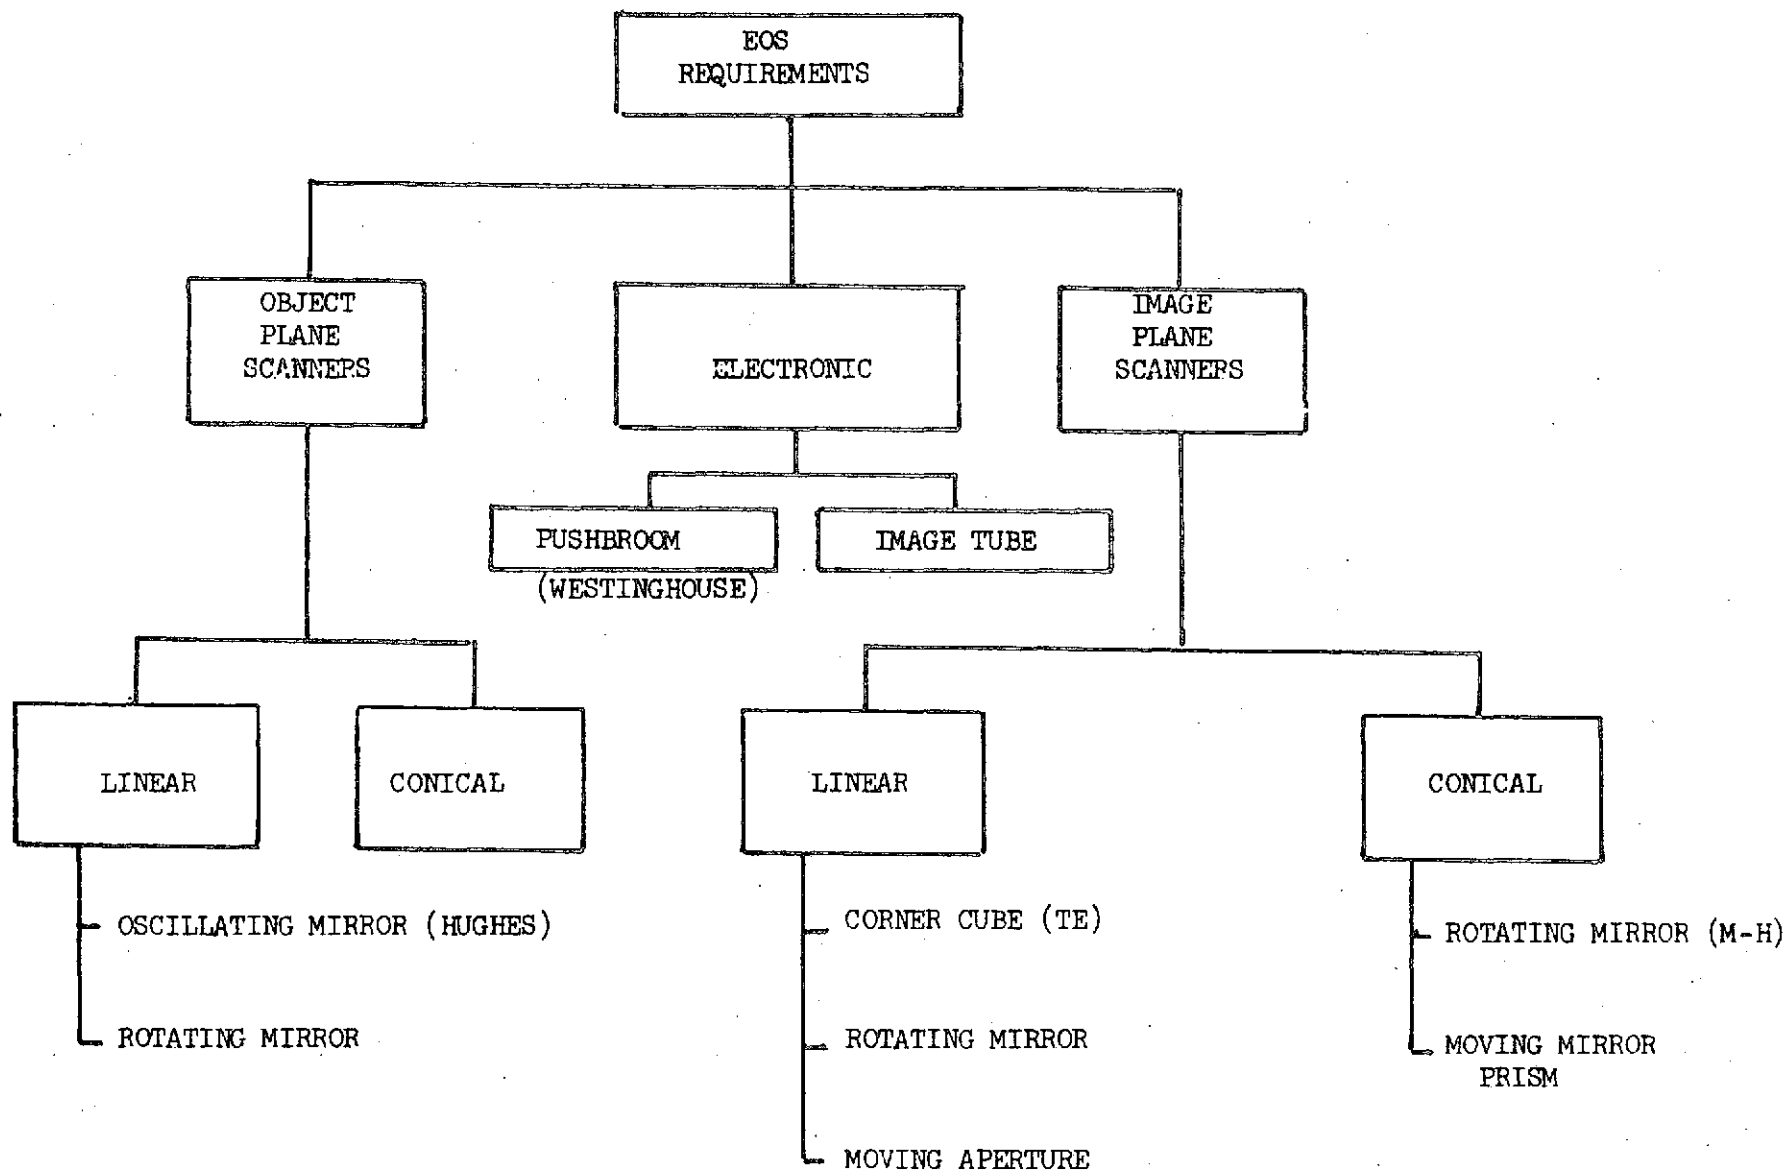 EOS
REQUIREMENTS
OBJECT
PLANE
SCANNERS
ELECTRONIC
IMAGE
PLANE
SCANNERS
PUSHBROOM
(WESTINGHOUSE)
IMAGE TUBE
LINEAR
CONICAL
LINEAR
CONICAL
OSCILLATING MIRROR (HUGHES)
ROTATING MIRROR
CORNER CUBE (TE)
ROTATING MIRROR
MOVING APERTURE
ROTATING MIRROR (M-H)
MOVING MIRROR
PRISM